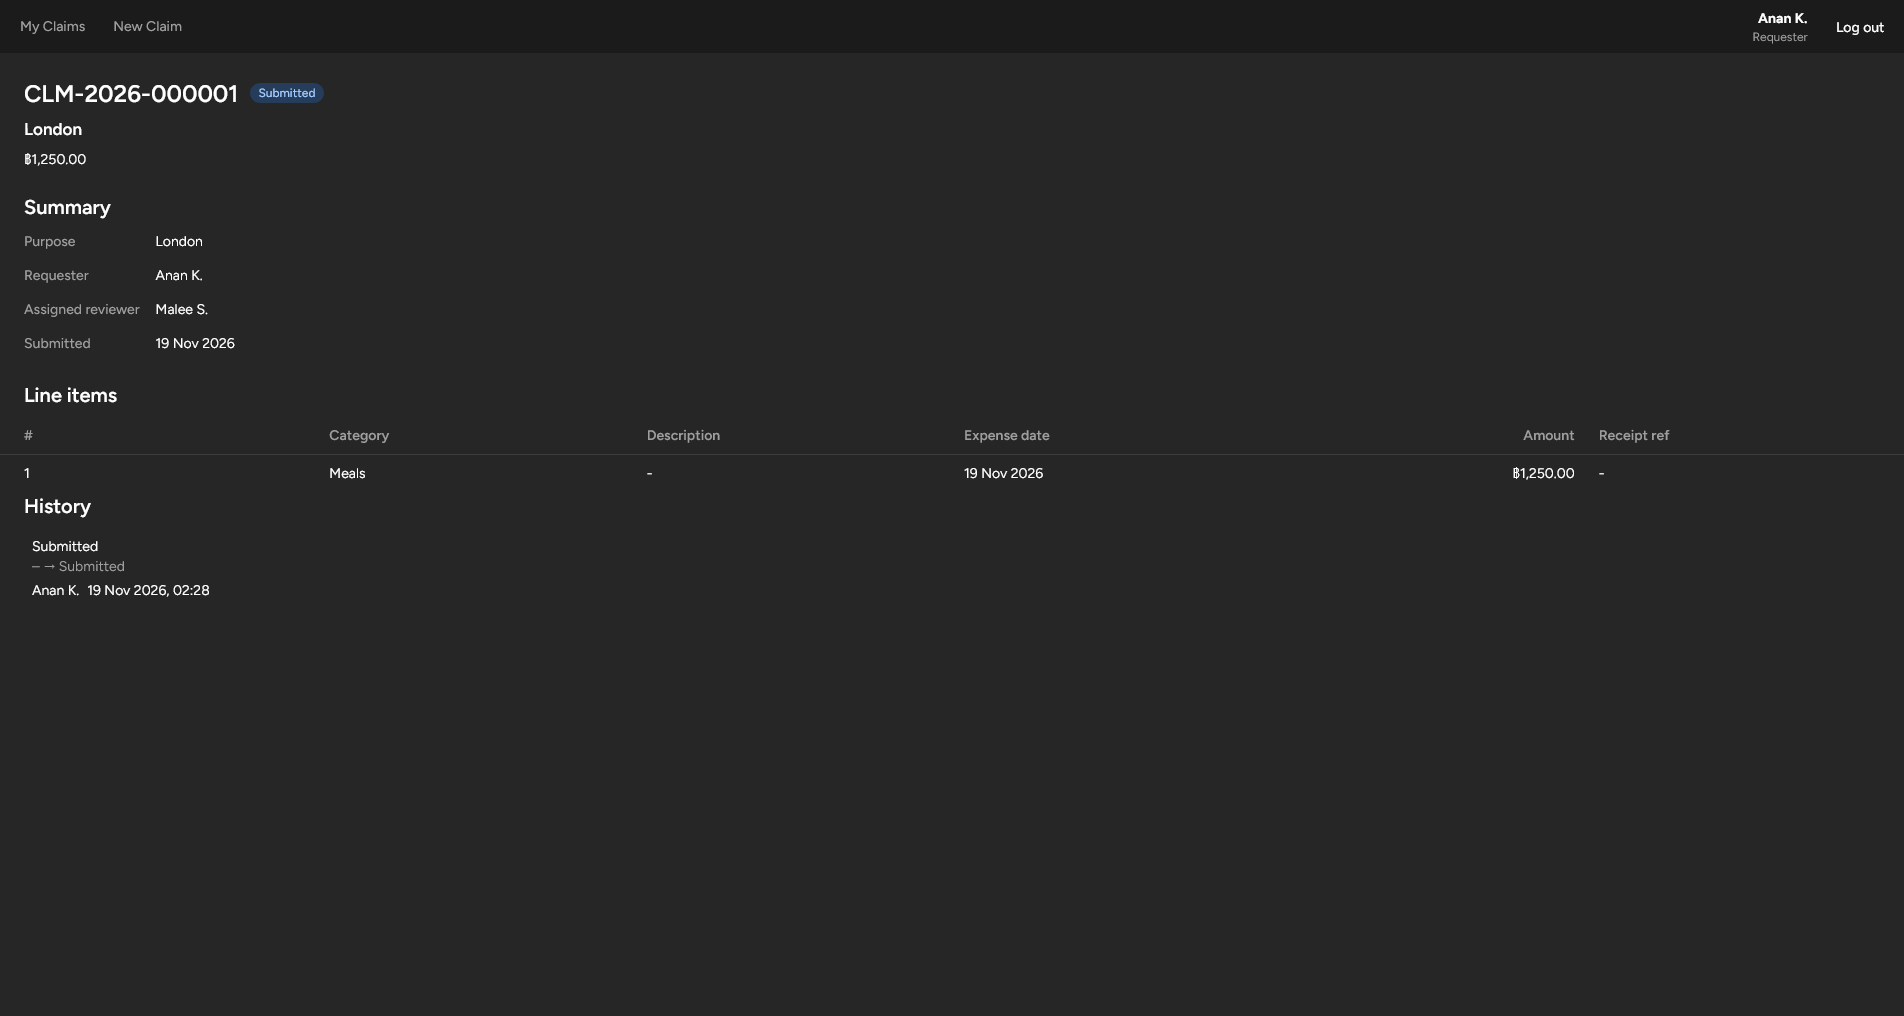 My Claims New Claim Anan K. Log out
Requester
CLM-2026-000001 Submitted
London
฿1,250.00
Summary
Purpose London
Requester Anan K.
Assigned reviewer Malee S.
Submitted 19 Nov 2026
Line items
# Category Description Expense date Amount Receipt ref
1 Meals - 19 Nov 2026 ฿1,250.00 -
History
Submitted
– → Submitted
Anan K. 19 Nov 2026, 02:28